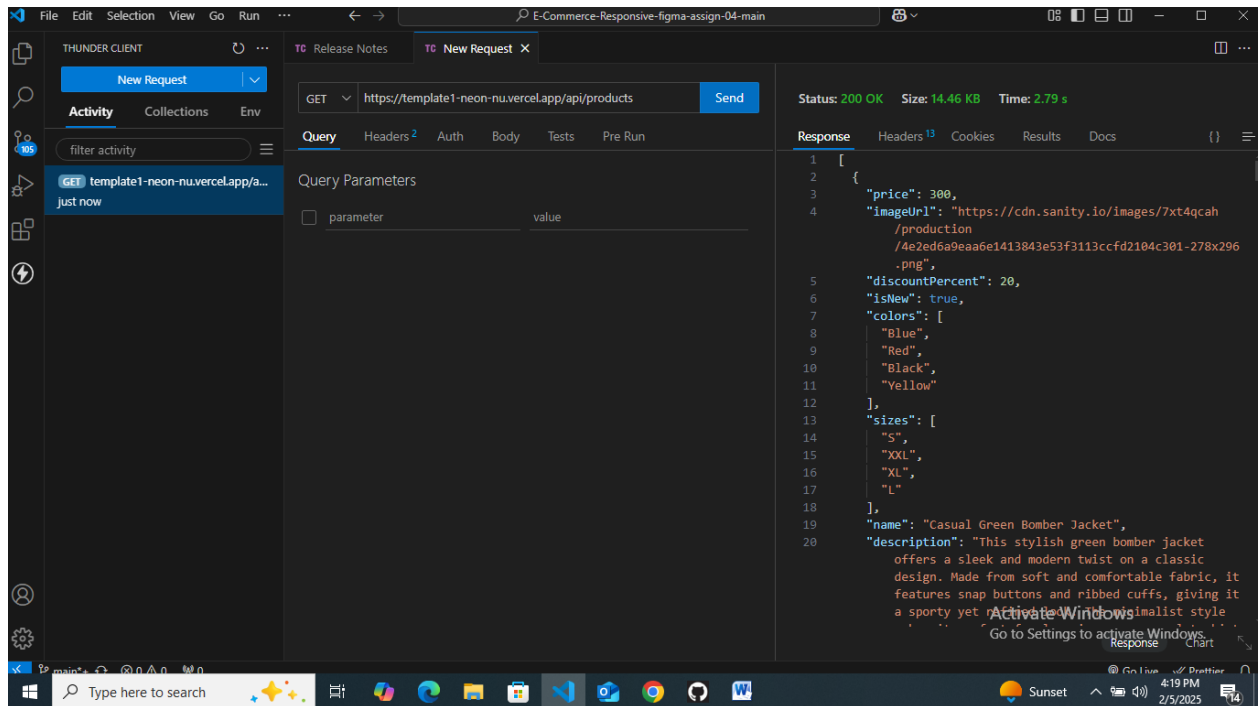 File Edit Selection View Go Run ··· E-Commerce-Responsive-figma-assign-04-main
THUNDER CLIENT
New Request
Activity Collections Env
filter activity
GET template1-neon-nu.vercel.app/a...
just now
105
TC Release Notes TC New Request
GET https://template1-neon-nu.vercel.app/api/products Send
Query Headers 2 Auth Body Tests Pre Run
Query Parameters
parameter value
Status: 200 OK Size: 14.46 KB Time: 2.79 s
Response Headers 13 Cookies Results Docs {}
1 [
2 {
3 "price": 300,
4 "imageUrl": "https://cdn.sanity.io/images/7xt4qcah
/production
/4e2ed6a9eaa6e1413843e53f3113ccfd2104c301-278x296
.png",
5 "discountPercent": 20,
6 "isNew": true,
7 "colors": [
8 "Blue",
9 "Red",
10 "Black",
11 "Yellow"
12 ],
13 "sizes": [
14 "S",
15 "XXL",
16 "XL",
17 "L"
18 ],
19 "name": "Casual Green Bomber Jacket",
20 "description": "This stylish green bomber jacket
offers a sleek and modern twist on a classic
design. Made from soft and comfortable fabric, it
features snap buttons and ribbed cuffs, giving it
a sporty yet refined look. The minimalist style
Activate Windows
Go to Settings to activate Windows.
Response Chart
main*+ 0 0 0 Go Live Prettier
Type here to search
Sunset
4:19 PM
2/5/2025
14